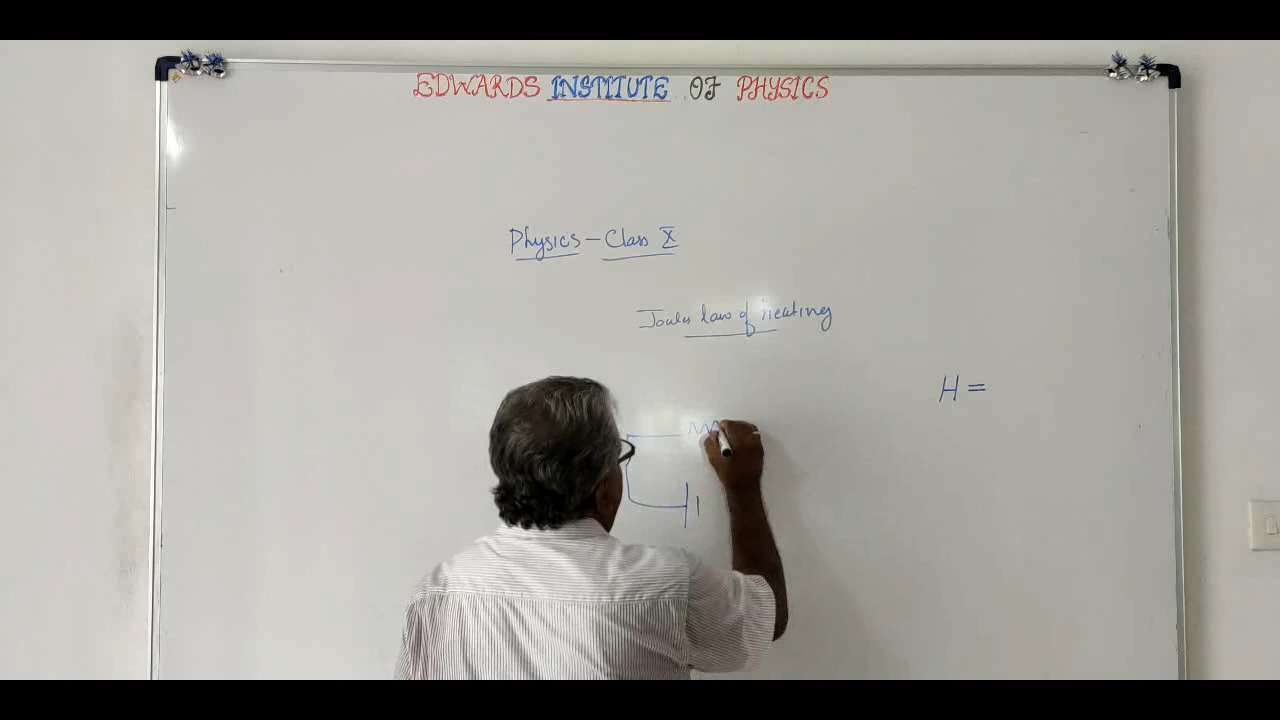 EDWARDS INSTITUTE OF PHYSICS
Physics – Class X
Joules law of heating
H =